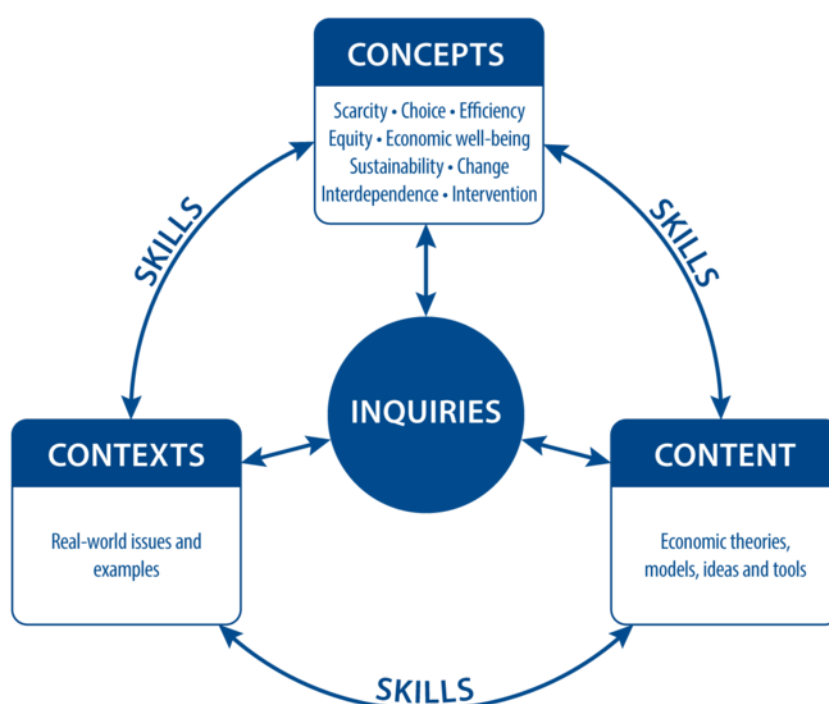 CONCEPTS
Scarcity • Choice • Efficiency
Equity • Economic well-being
Sustainability • Change
Interdependence • Intervention
SKILLS
SKILLS
INQUIRIES
CONTEXTS
Real-world issues and
examples
CONTENT
Economic theories,
models, ideas and tools
SKILLS